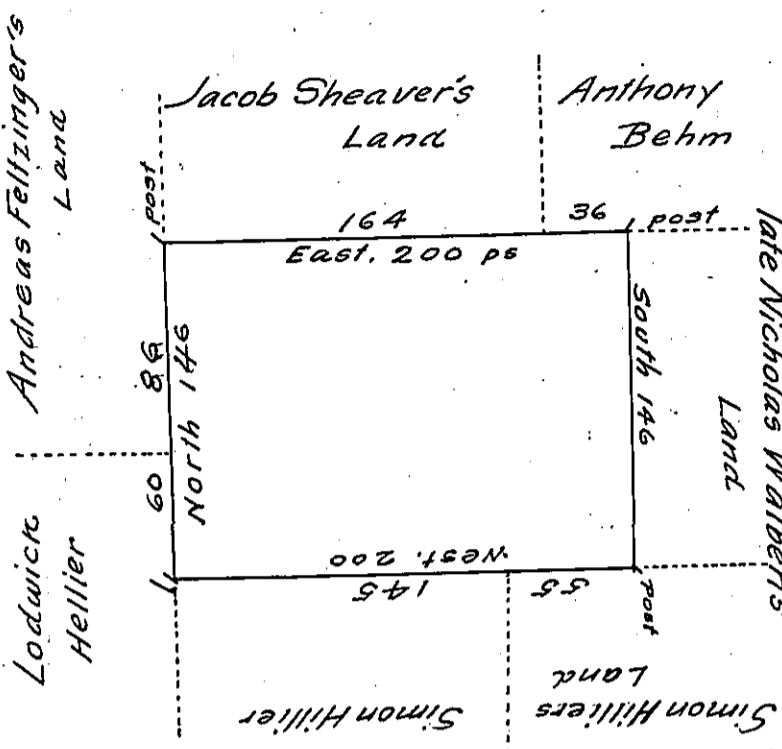 Andreas Feltzinger's
Land
Jacob Sheaver's
Land
Anthony
Behm
post
164
36
post
East. 200 ps
86
North 146
60
South 146
late Nicholas Walbert's
Land
Lodwick
Hellier
West. 200
145
55
Post
Simon Hillier
Simon Hilliers
Land